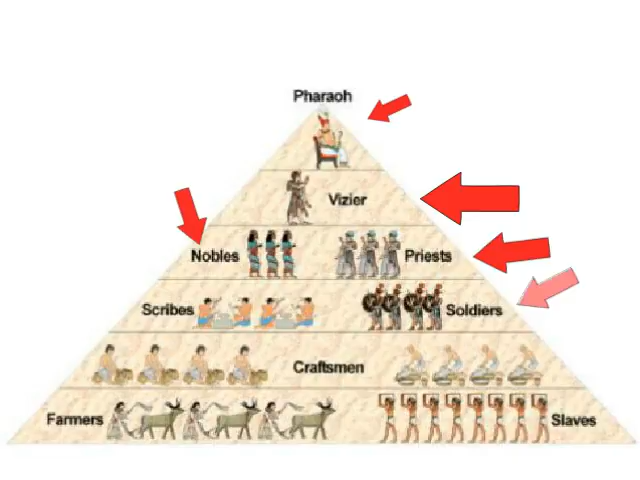 Pharaoh
Vizier
Nobles Priests
Scribes Soldiers
Craftsmen
Farmers Slaves